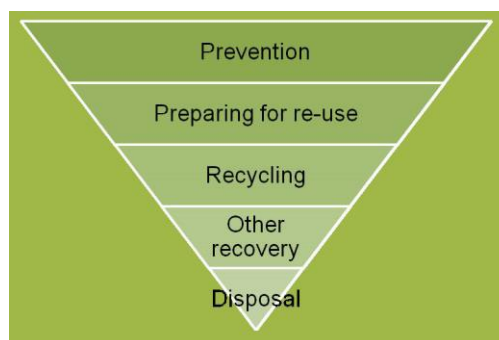 Prevention
Preparing for re-use
Recycling
Other
recovery
Disposal